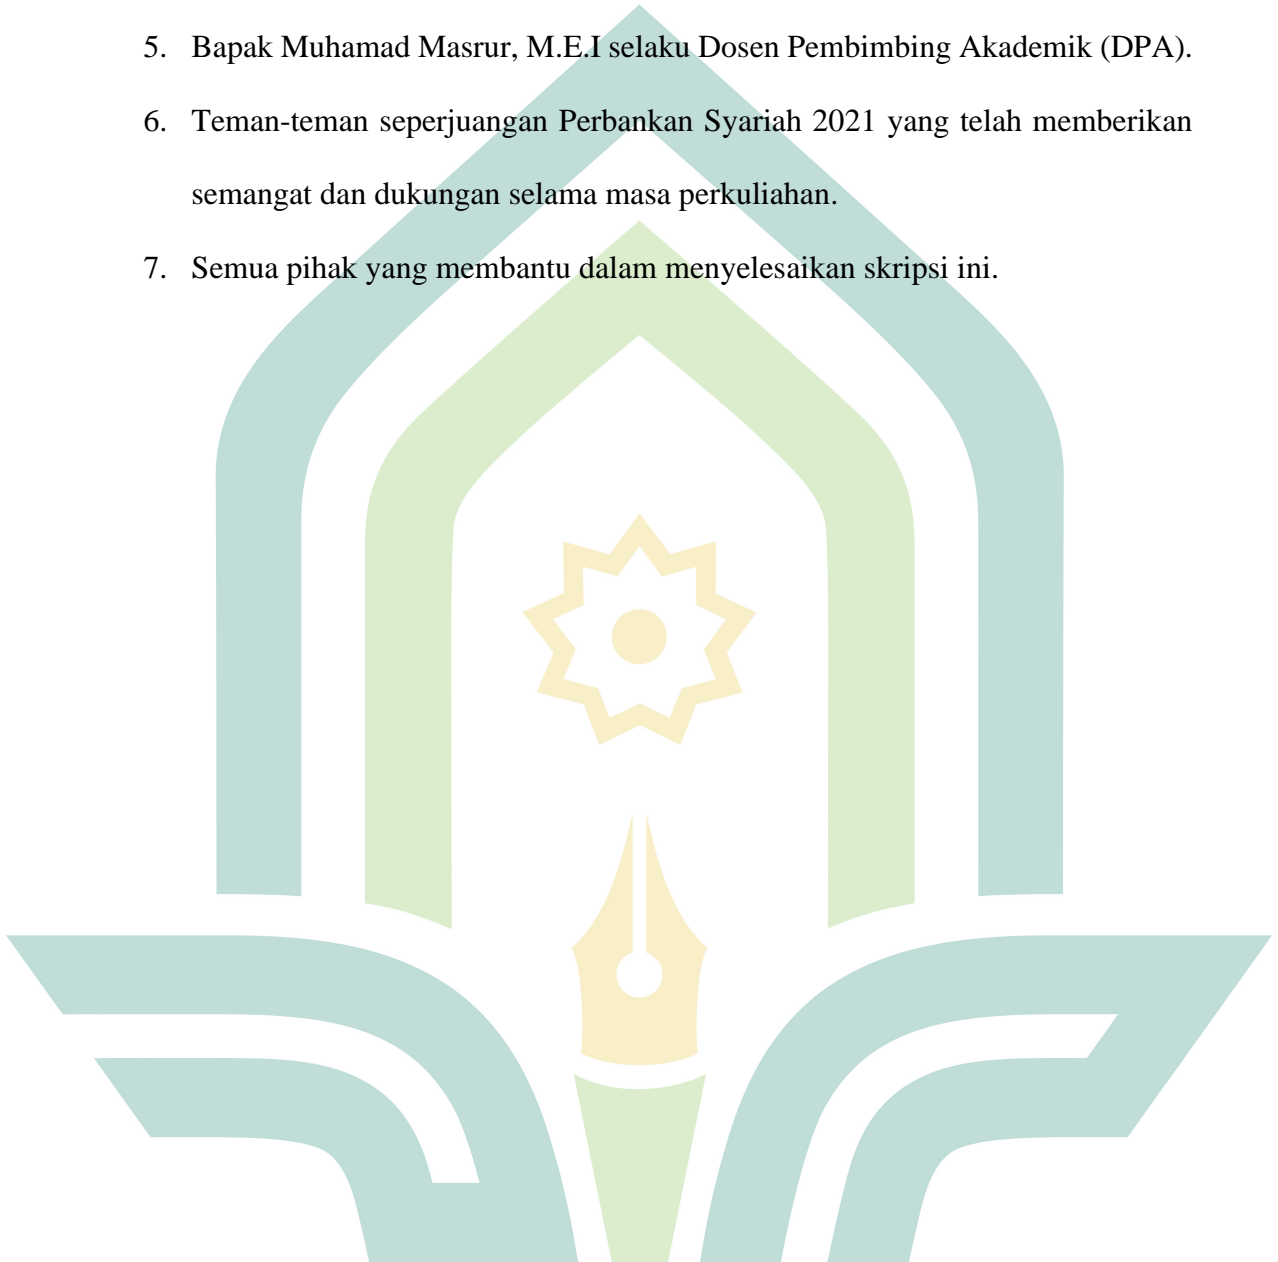 5. Bapak Muhamad Masrur, M.E.I selaku Dosen Pembimbing Akademik (DPA).
6. Teman-teman seperjuangan Perbankan Syariah 2021 yang telah memberikan
semangat dan dukungan selama masa perkuliahan.
7. Semua pihak yang membantu dalam menyelesaikan skripsi ini.